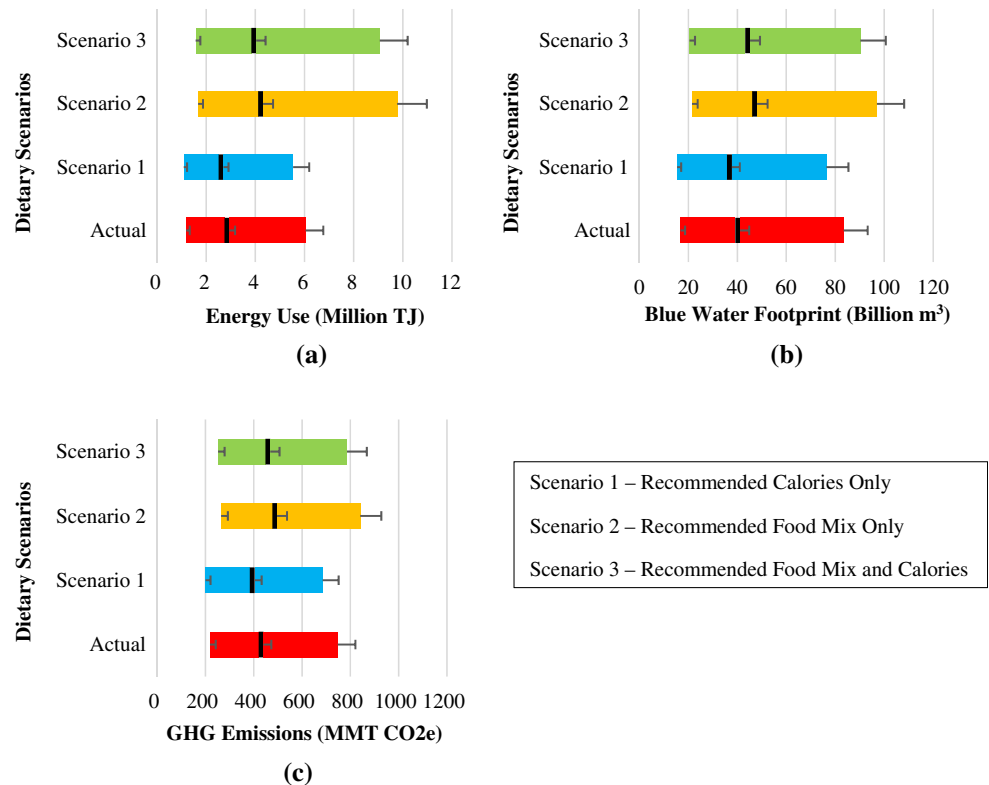 Scenario 3
Scenario 2
Scenario 1
Actual
Dietary Scenarios
0 2 4 6 8 10 12
Energy Use (Million TJ)
(a)
Scenario 3
Scenario 2
Scenario 1
Actual
Dietary Scenarios
0 20 40 60 80 100 120
Blue Water Footprint (Billion m³)
(b)
Scenario 3
Scenario 2
Scenario 1
Actual
Dietary Scenarios
0 200 400 600 800 1000 1200
GHG Emissions (MMT CO2e)
(c)
Scenario 1 – Recommended Calories Only
Scenario 2 – Recommended Food Mix Only
Scenario 3 – Recommended Food Mix and Calories